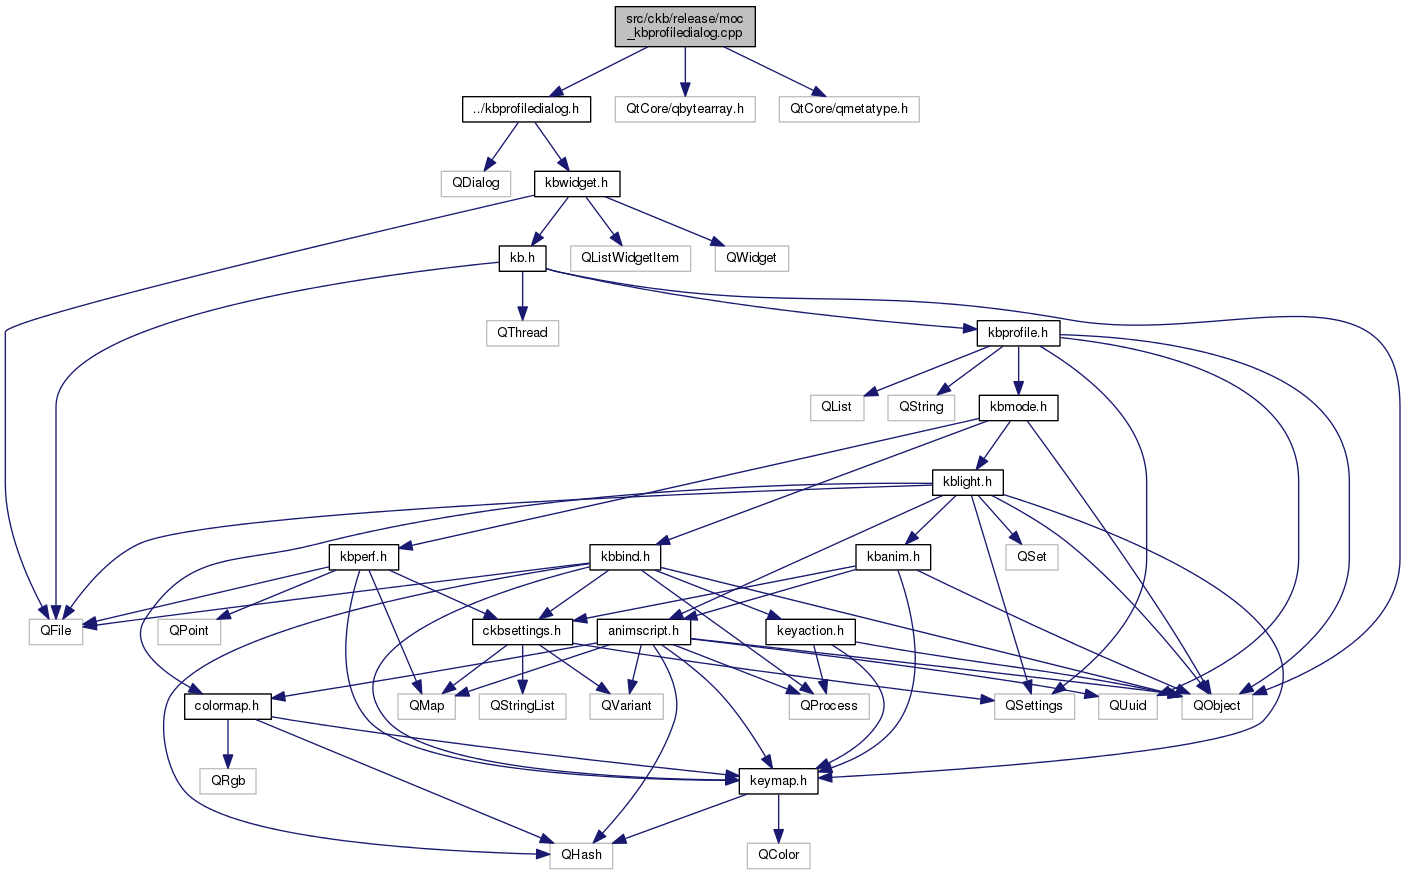 src/ckb/release/moc
_kbprofiledialog.cpp
../kbprofiledialog.h
QtCore/qbytearray.h
QtCore/qmetatype.h
QDialog
kbwidget.h
kb.h
QListWidgetItem
QWidget
QThread
kbprofile.h
QList
QString
kbmode.h
kblight.h
kbperf.h
kbbind.h
kbanim.h
QSet
QFile
QPoint
ckbsettings.h
animscript.h
keyaction.h
colormap.h
QMap
QStringList
QVariant
QProcess
QSettings
QUuid
QObject
QRgb
keymap.h
QHash
QColor